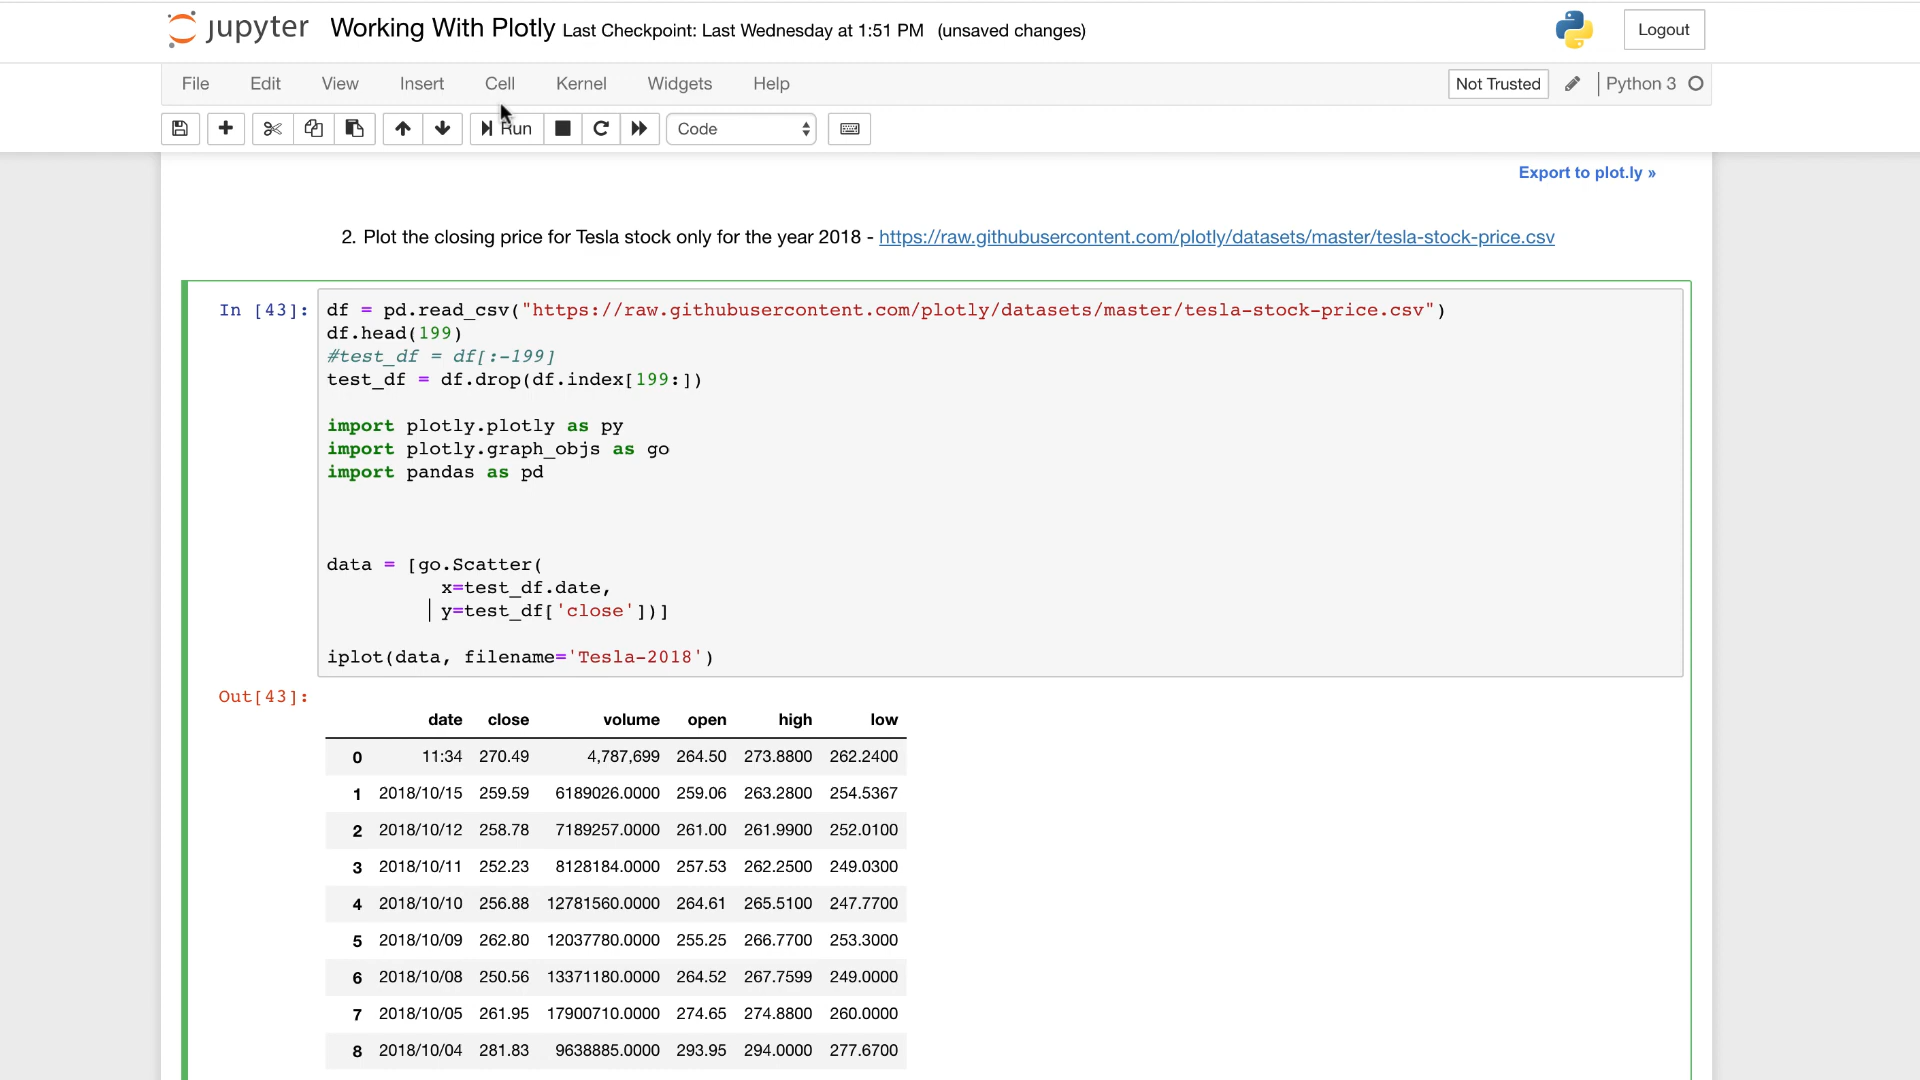 jupyter Working With Plotly Last Checkpoint: Last Wednesday at 1:51 PM (unsaved changes) Logout
File Edit View Insert Cell Kernel Widgets Help Not Trusted Python 3
Run Code
Export to plot.ly »
2. Plot the closing price for Tesla stock only for the year 2018 - https://raw.githubusercontent.com/plotly/datasets/master/tesla-stock-price.csv
In [43]: df = pd.read_csv("https://raw.githubusercontent.com/plotly/datasets/master/tesla-stock-price.csv")
df.head(199)
#test_df = df[:-199]
test_df = df.drop(df.index[199:])
import plotly.plotly as py
import plotly.graph_objs as go
import pandas as pd
data = [go.Scatter(
x=test_df.date,
y=test_df['close'])]
iplot(data, filename='Tesla-2018')
Out[43]:
date close volume open high low
0 11:34 270.49 4,787,699 264.50 273.8800 262.2400
1 2018/10/15 259.59 6189026.0000 259.06 263.2800 254.5367
2 2018/10/12 258.78 7189257.0000 261.00 261.9900 252.0100
3 2018/10/11 252.23 8128184.0000 257.53 262.2500 249.0300
4 2018/10/10 256.88 12781560.0000 264.61 265.5100 247.7700
5 2018/10/09 262.80 12037780.0000 255.25 266.7700 253.3000
6 2018/10/08 250.56 13371180.0000 264.52 267.7599 249.0000
7 2018/10/05 261.95 17900710.0000 274.65 274.8800 260.0000
8 2018/10/04 281.83 9638885.0000 293.95 294.0000 277.6700